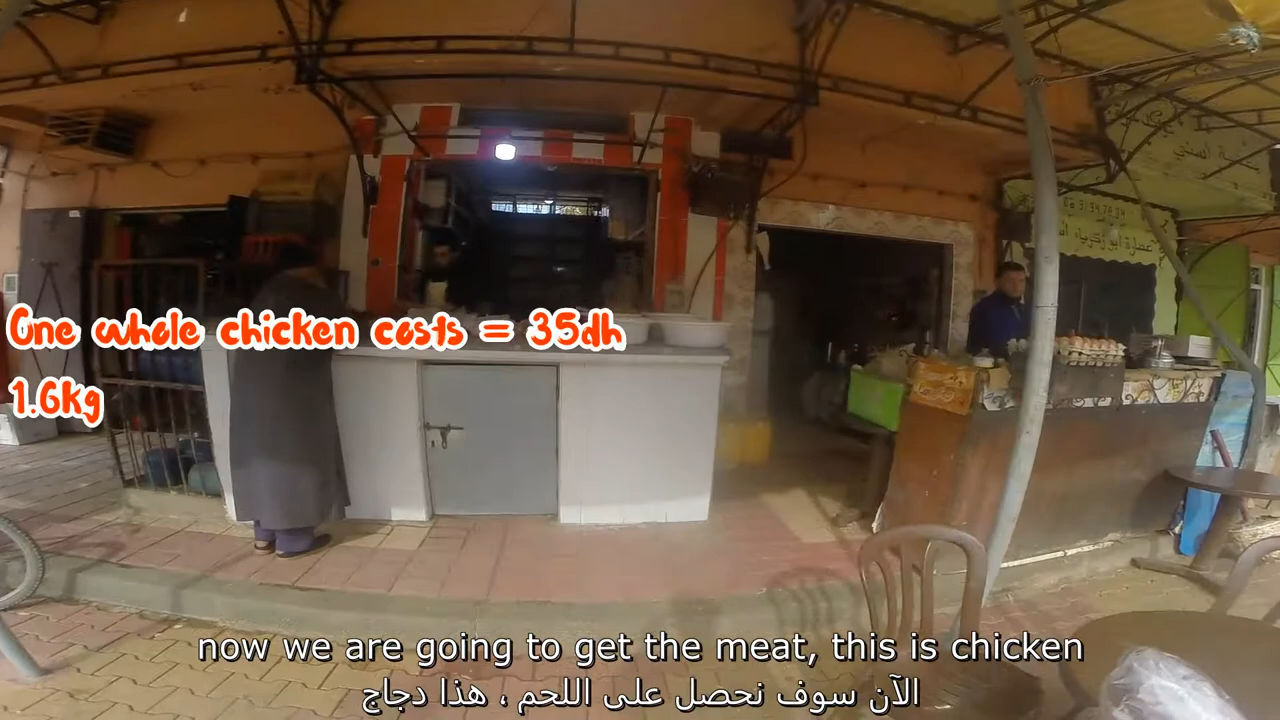 One whole chicken costs = 35dh
1.6kg
now we are going to get the meat, this is chicken
الآن سوف نحصل على اللحم ، هذا دجاج